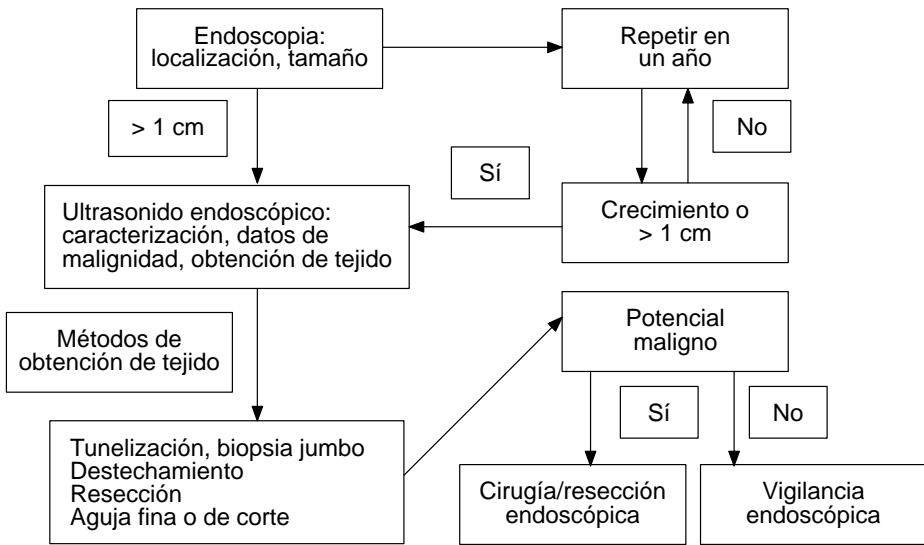 Endoscopia:
localización, tamaño
Repetir en
un año
> 1 cm
No
Sí
Ultrasonido endoscópico:
caracterización, datos de
malignidad, obtención de tejido
Crecimiento o
> 1 cm
Métodos de
obtención de tejido
Potencial
maligno
Sí
No
Tunelización, biopsia jumbo
Destechamiento
Resección
Aguja fina o de corte
Cirugía/resección
endoscópica
Vigilancia
endoscópica